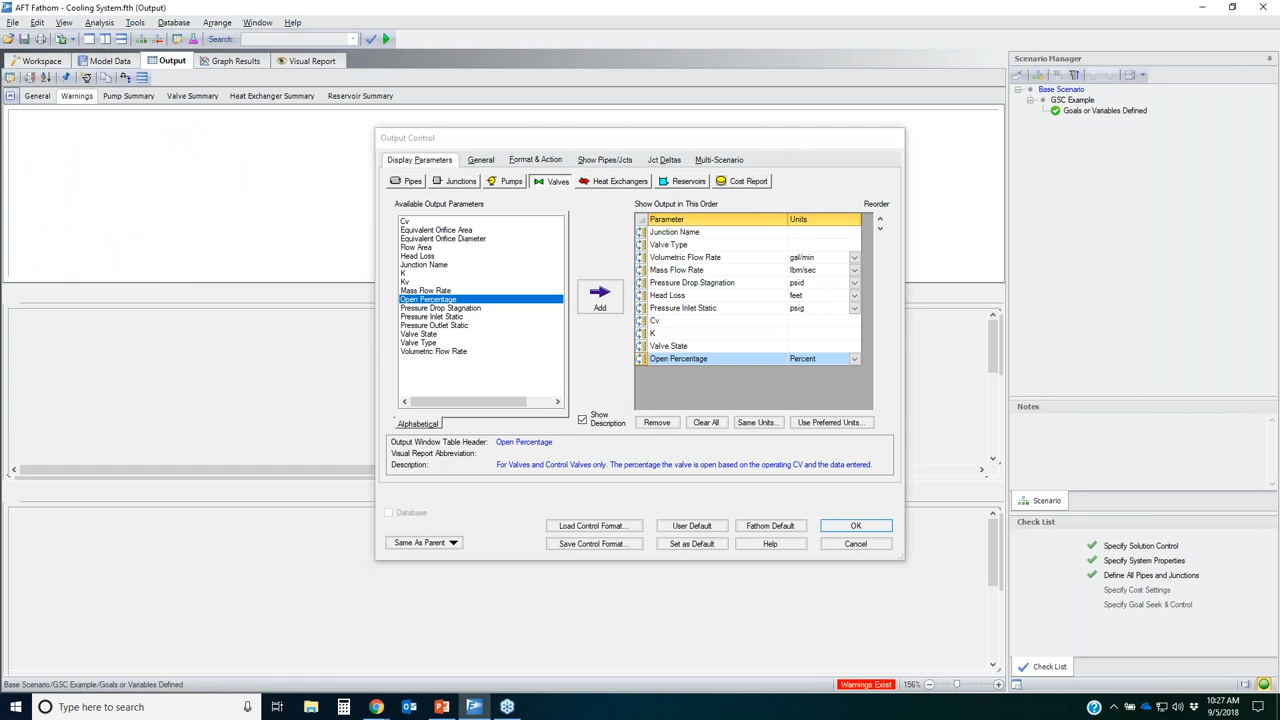 AFT Fathom - Cooling System.fth (Output)
File Edit View Analysis Tools Database Arrange Window Help
Search:
Workspace Model Data Output Graph Results Visual Report
General Warnings Pump Summary Valve Summary Heat Exchanger Summary Reservoir Summary
Output Control
Display Parameters General Format & Action Show Pipes/Jcts Jct Deltas Multi-Scenario
Pipes Junctions Pumps Valves Heat Exchangers Reservoirs Cost Report
Available Output Parameters
Cv
Equivalent Orifice Area
Equivalent Orifice Diameter
Flow Area
Head Loss
Junction Name
K
Kv
Mass Flow Rate
Open Percentage
Pressure Drop Stagnation
Pressure Inlet Static
Pressure Outlet Static
Valve State
Valve Type
Volumetric Flow Rate
Alphabetical
Add
Show Description
Show Output in This Order Reorder
Parameter Units
Junction Name
Valve Type
Volumetric Flow Rate gal/min
Mass Flow Rate lbm/sec
Pressure Drop Stagnation psid
Head Loss feet
Pressure Inlet Static psig
Cv
K
Valve State
Open Percentage Percent
Remove Clear All Same Units... Use Preferred Units...
Output Window Table Header: Open Percentage
Visual Report Abbreviation:
Description: For Valves and Control Valves only. The percentage the valve is open based on the operating CV and the data entered.
Database
Same As Parent
Load Control Format... User Default Fathom Default OK
Save Control Format... Set as Default Help Cancel
Scenario Manager
Base Scenario
GSC Example
Goals or Variables Defined
Notes
Scenario
Check List
Specify Solution Control
Specify System Properties
Define All Pipes and Junctions
Specify Cost Settings
Specify Goal Seek & Control
Check List
Base Scenario/GSC Example/Goals or Variables Defined
Warnings Exist 156%
Type here to search
10:27 AM
9/5/2018